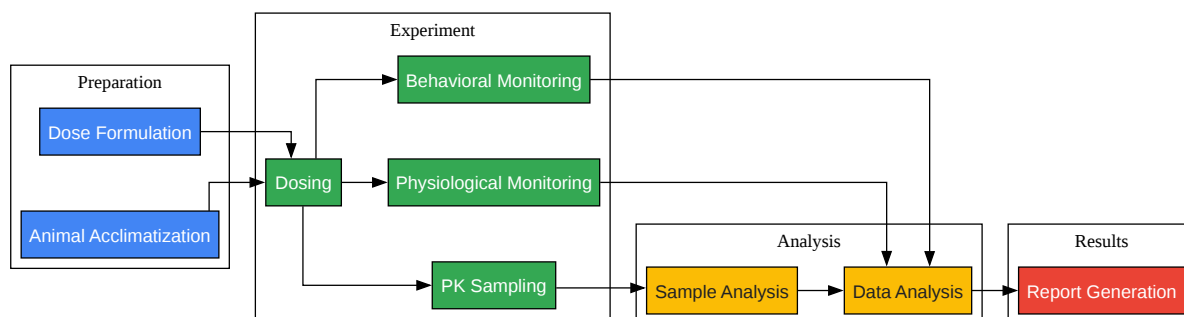 Preparation
Dose Formulation
Animal Acclimatization
Experiment
Behavioral Monitoring
Dosing
Physiological Monitoring
PK Sampling
Analysis
Sample Analysis
Data Analysis
Results
Report Generation